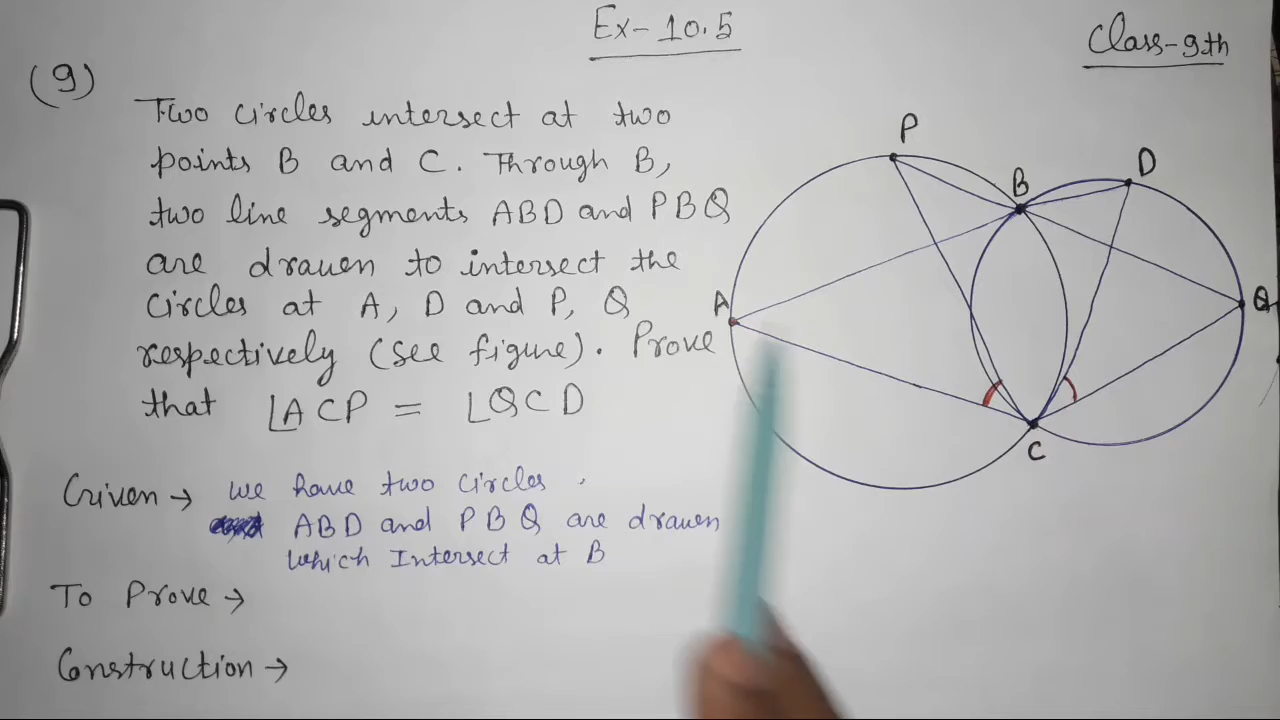 Ex-10.5
Class-9th
(9)
Two circles intersect at two
points B and C. Through B,
two line segments ABD and PBQ
are drawen to intersect the
circles at A, D and P, Q
respectively (see figure). Prove
that ∠ACP = ∠QCD
Given → we have two circles.
ABD and PBQ are drawen
which Intersect at B
To Prove →
Construction →
P
B
D
A
Q
C